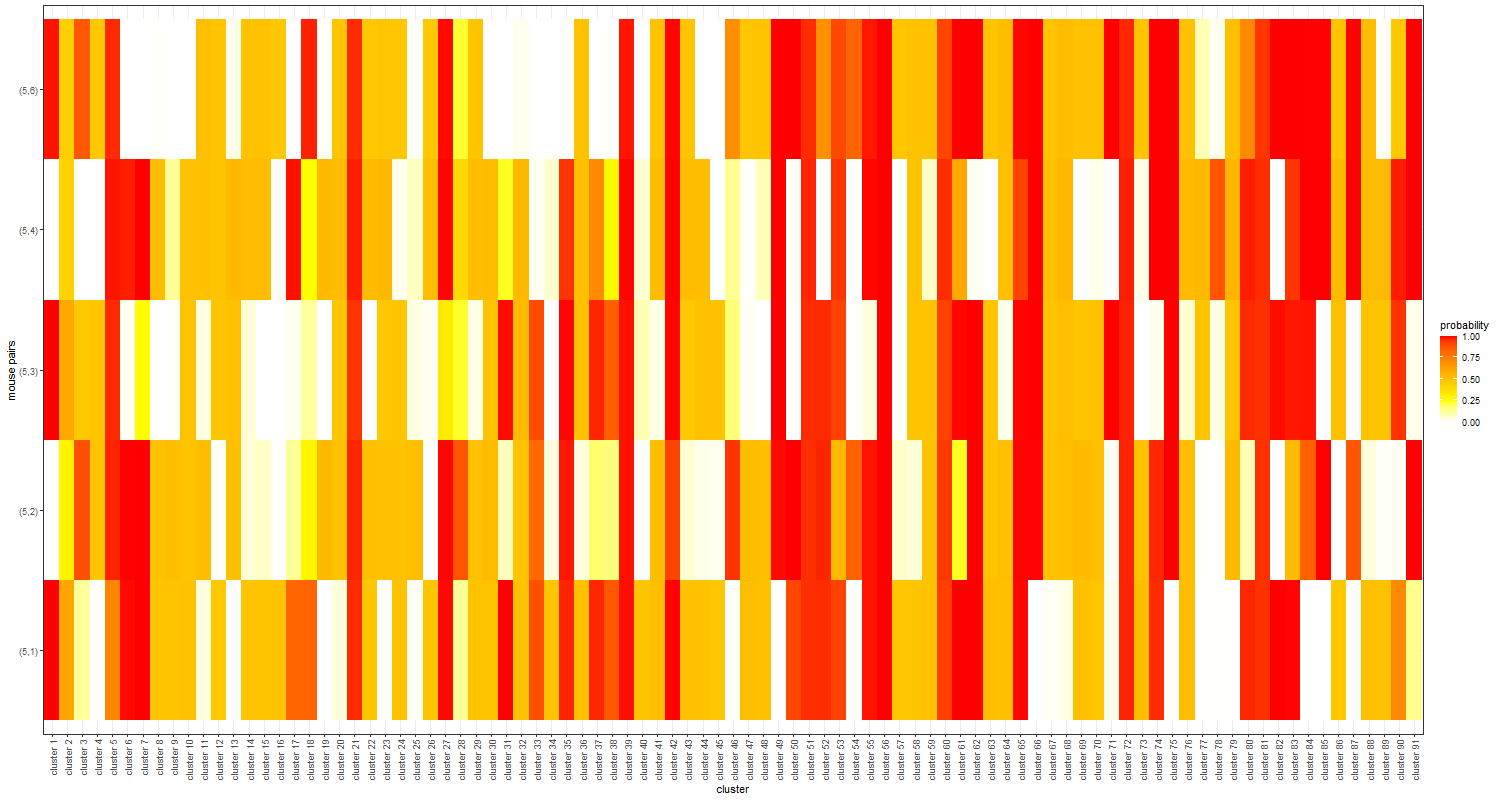 (5,6)
(5,4)
(5,3)
(5,2)
(5,1)
mouse pairs
cluster 1
cluster 2
cluster 3
cluster 4
cluster 5
cluster 6
cluster 7
cluster 8
cluster 9
cluster 10
cluster 11
cluster 12
cluster 13
cluster 14
cluster 15
cluster 16
cluster 17
cluster 18
cluster 19
cluster 20
cluster 21
cluster 22
cluster 23
cluster 24
cluster 25
cluster 26
cluster 27
cluster 28
cluster 29
cluster 30
cluster 31
cluster 32
cluster 33
cluster 34
cluster 35
cluster 36
cluster 37
cluster 38
cluster 39
cluster 40
cluster 41
cluster 42
cluster 43
cluster 44
cluster 45
cluster 46
cluster 47
cluster 48
cluster 49
cluster 50
cluster 51
cluster 52
cluster 53
cluster 54
cluster 55
cluster 56
cluster 57
cluster 58
cluster 59
cluster 60
cluster 61
cluster 62
cluster 63
cluster 64
cluster 65
cluster 66
cluster 67
cluster 68
cluster 69
cluster 70
cluster 71
cluster 72
cluster 73
cluster 74
cluster 75
cluster 76
cluster 77
cluster 78
cluster 79
cluster 80
cluster 81
cluster 82
cluster 83
cluster 84
cluster 85
cluster 86
cluster 87
cluster 88
cluster 89
cluster 90
cluster 91
cluster
probability
1.00
0.75
0.50
0.25
0.00